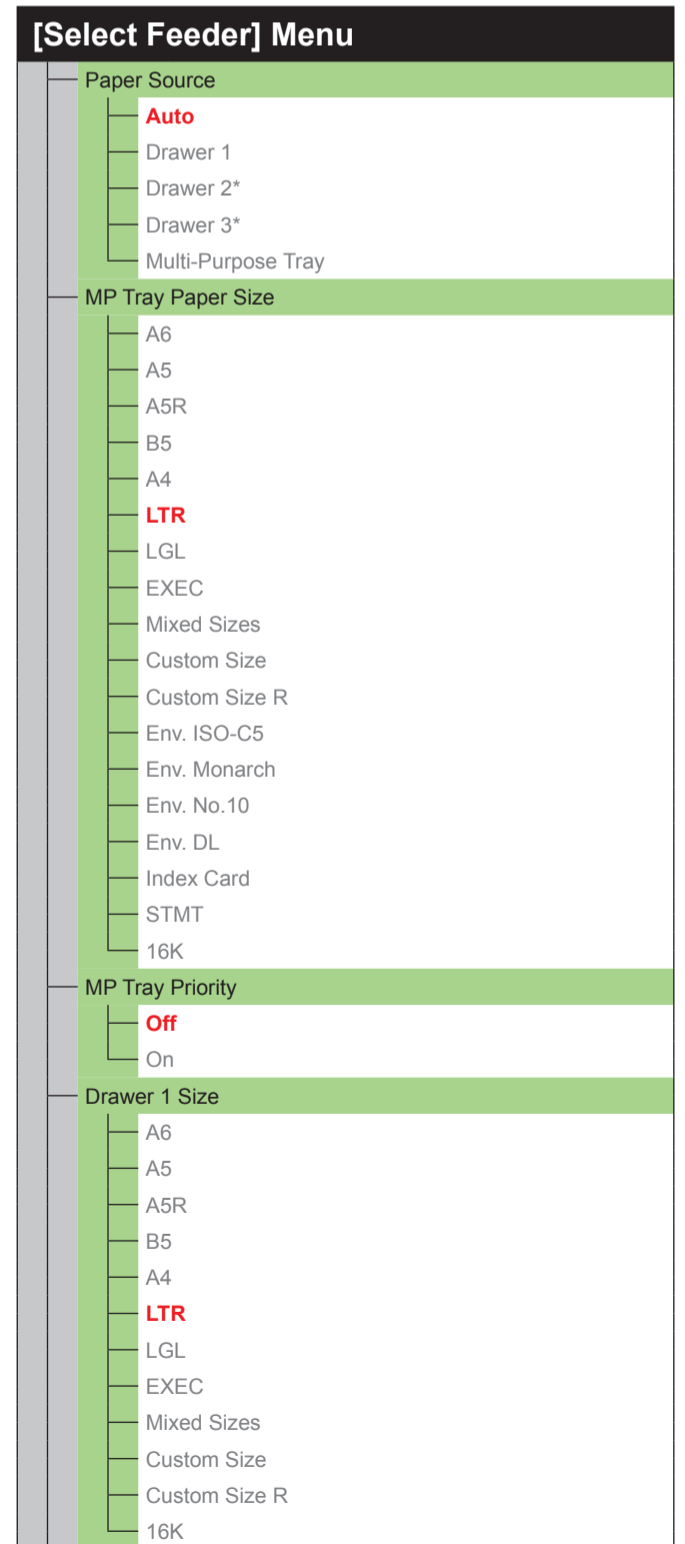 [Select Feeder] Menu
Paper Source
Auto
Drawer 1
Drawer 2*
Drawer 3*
Multi-Purpose Tray
MP Tray Paper Size
A6
A5
A5R
B5
A4
LTR
LGL
EXEC
Mixed Sizes
Custom Size
Custom Size R
Env. ISO-C5
Env. Monarch
Env. No.10
Env. DL
Index Card
STMT
16K
MP Tray Priority
Off
On
Drawer 1 Size
A6
A5
A5R
B5
A4
LTR
LGL
EXEC
Mixed Sizes
Custom Size
Custom Size R
16K